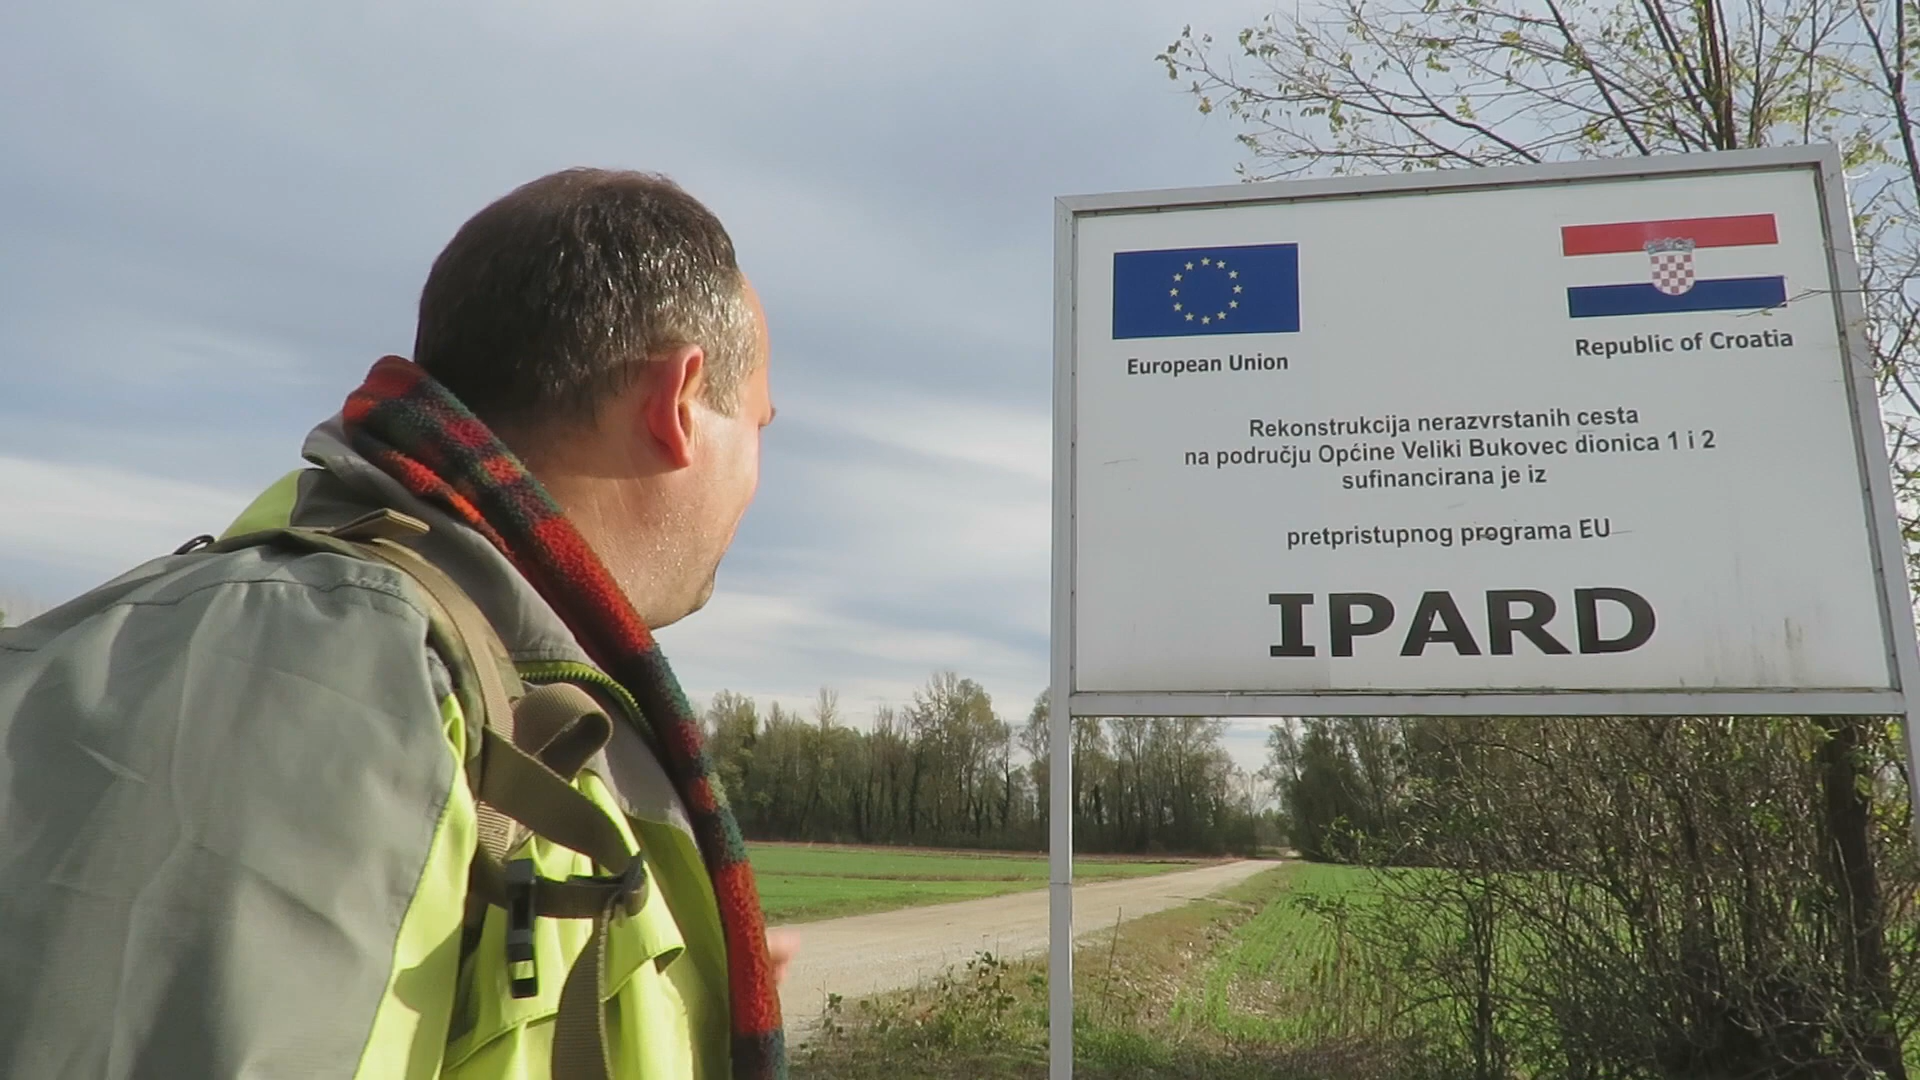 European Union
Republic of Croatia
Rekonstrukcija nerazvrstanih cesta
na području Općine Veliki Bukovec dionica 1 i 2
sufinancirana je iz
pretpristupnog programa EU
IPARD